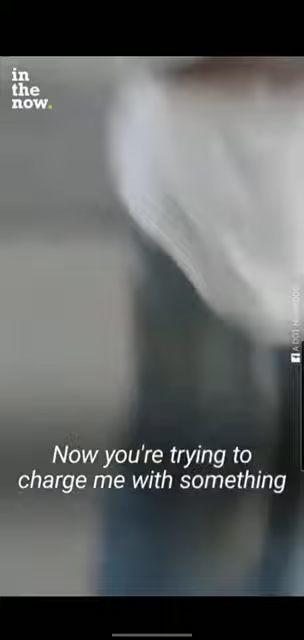 in
the
now.
Now you're trying to
charge me with something